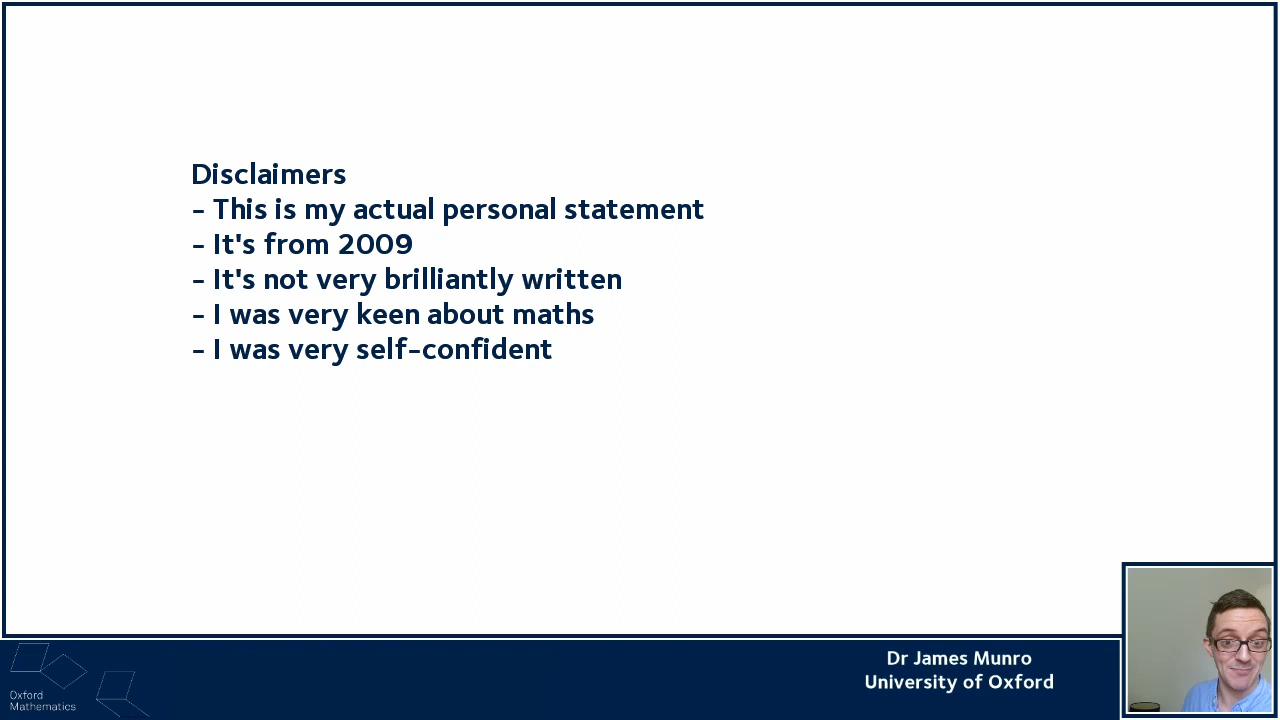 Disclaimers
- This is my actual personal statement
- It's from 2009
- It's not very brilliantly written
- I was very keen about maths
- I was very self-confident
Dr James Munro
University of Oxford
Oxford
Mathematics